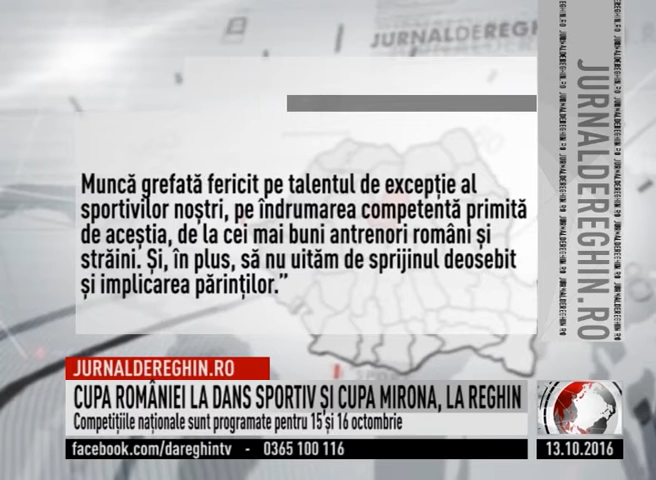 JURNALDEREGHIN.RO
Muncă grefată fericit pe talentul de excepție al
sportivilor noștri, pe îndrumarea competentă primită
de aceștia, de la cei mai buni antrenori români și
străini. Și, în plus, să nu uităm de sprijinul deosebit
și implicarea părinților.”
JURNALDEREGHIN.RO
CUPA ROMÂNIEI LA DANS SPORTIV ȘI CUPA MIRONA, LA REGHIN
Competițiile naționale sunt programate pentru 15 și 16 octombrie
facebook.com/dareghintv - 0365 100 116
13.10.2016